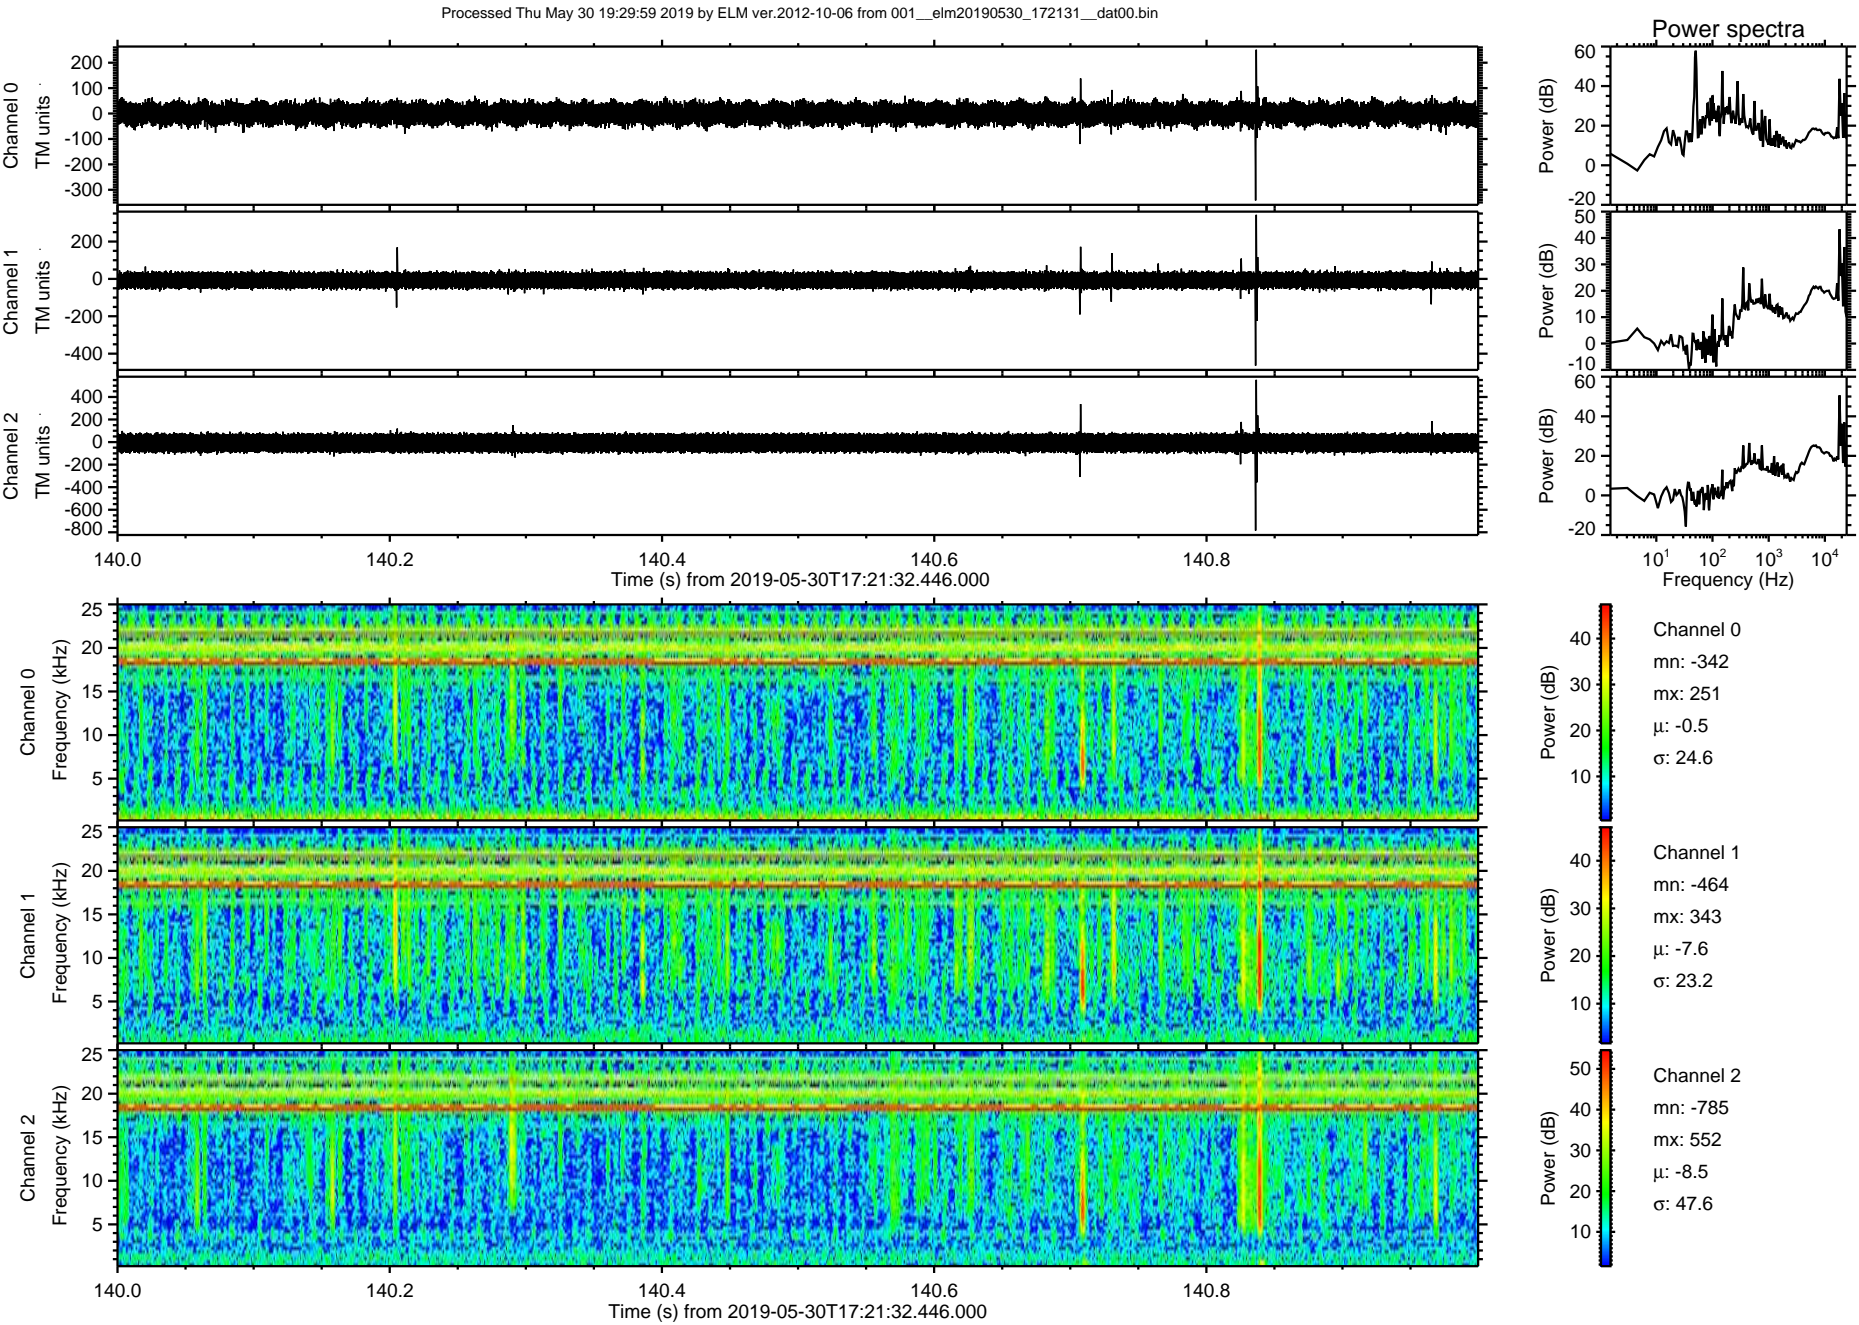 Processed Thu May 30 19:29:59 2019 by ELM ver.2012-10-06 from 001__elm20190530_172131__dat00.bin
Power spectra
Channel 0
TM units
200
100
0
-100
-200
-300
Power (dB)
60
40
20
0
-20
Channel 1
TM units
200
0
-200
-400
Power (dB)
50
40
30
20
10
0
-10
Channel 2
TM units
400
200
0
-200
-400
-600
-800
Power (dB)
60
40
20
0
-20
140.0 140.2 140.4 140.6 140.8
Time (s) from 2019-05-30T17:21:32.446.000
10¹ 10² 10³ 10⁴
Frequency (Hz)
Channel 0
Frequency (kHz)
25
20
15
10
5
Power (dB)
40
30
20
10
Channel 0
mn: -342
mx: 251
μ: -0.5
σ: 24.6
Channel 1
Frequency (kHz)
25
20
15
10
5
Power (dB)
40
30
20
10
Channel 1
mn: -464
mx: 343
μ: -7.6
σ: 23.2
Channel 2
Frequency (kHz)
25
20
15
10
5
Power (dB)
50
40
30
20
10
Channel 2
mn: -785
mx: 552
μ: -8.5
σ: 47.6
140.0 140.2 140.4 140.6 140.8
Time (s) from 2019-05-30T17:21:32.446.000